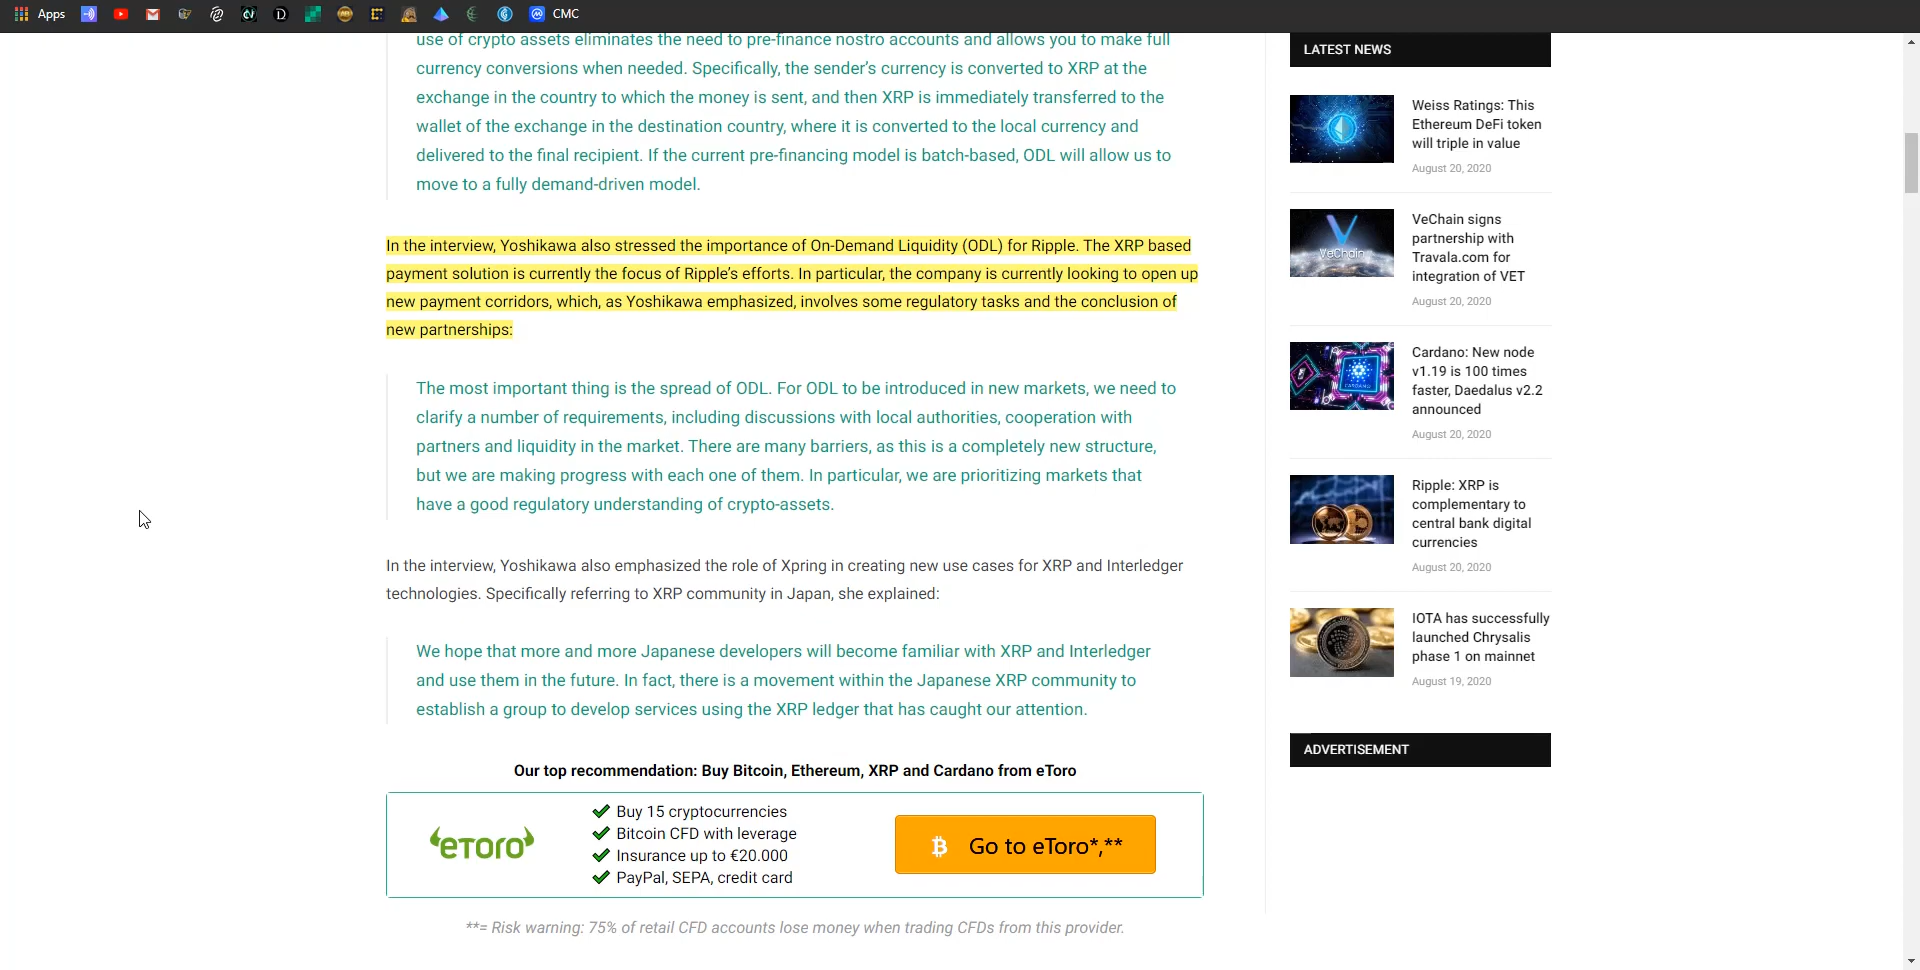 Apps
CMC
use of crypto assets eliminates the need to pre-finance nostro accounts and allows you to make full
currency conversions when needed. Specifically, the sender’s currency is converted to XRP at the
exchange in the country to which the money is sent, and then XRP is immediately transferred to the
wallet of the exchange in the destination country, where it is converted to the local currency and
delivered to the final recipient. If the current pre-financing model is batch-based, ODL will allow us to
move to a fully demand-driven model.
In the interview, Yoshikawa also stressed the importance of On-Demand Liquidity (ODL) for Ripple. The XRP based
payment solution is currently the focus of Ripple’s efforts. In particular, the company is currently looking to open up
new payment corridors, which, as Yoshikawa emphasized, involves some regulatory tasks and the conclusion of
new partnerships:
The most important thing is the spread of ODL. For ODL to be introduced in new markets, we need to
clarify a number of requirements, including discussions with local authorities, cooperation with
partners and liquidity in the market. There are many barriers, as this is a completely new structure,
but we are making progress with each one of them. In particular, we are prioritizing markets that
have a good regulatory understanding of crypto-assets.
In the interview, Yoshikawa also emphasized the role of Xpring in creating new use cases for XRP and Interledger
technologies. Specifically referring to XRP community in Japan, she explained:
We hope that more and more Japanese developers will become familiar with XRP and Interledger
and use them in the future. In fact, there is a movement within the Japanese XRP community to
establish a group to develop services using the XRP ledger that has caught our attention.
Our top recommendation: Buy Bitcoin, Ethereum, XRP and Cardano from eToro
eToro
Buy 15 cryptocurrencies
Bitcoin CFD with leverage
Insurance up to €20.000
PayPal, SEPA, credit card
Go to eToro*,**
**= Risk warning: 75% of retail CFD accounts lose money when trading CFDs from this provider.
LATEST NEWS
Weiss Ratings: This
Ethereum DeFi token
will triple in value
August 20, 2020
VeChain
VeChain signs
partnership with
Travala.com for
integration of VET
August 20, 2020
CARDANO
Cardano: New node
v1.19 is 100 times
faster, Daedalus v2.2
announced
August 20, 2020
Ripple: XRP is
complementary to
central bank digital
currencies
August 20, 2020
IOTA has successfully
launched Chrysalis
phase 1 on mainnet
August 19, 2020
ADVERTISEMENT